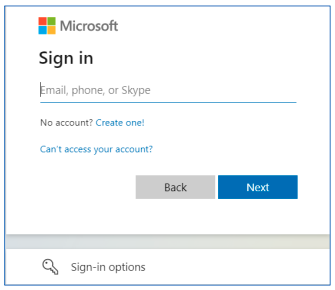 Microsoft
Sign in
Email, phone, or Skype
No account? Create one!
Can't access your account?
Back Next
Sign-in options